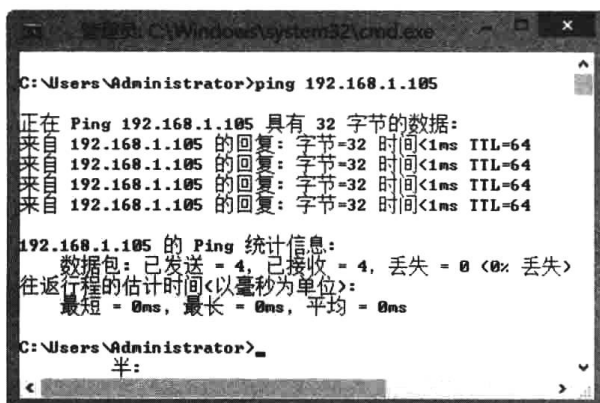 管理员: C:\Windows\system32\cmd.exe
C:\Users\Administrator>ping 192.168.1.105
正在 Ping 192.168.1.105 具有 32 字节的数据:
来自 192.168.1.105 的回复: 字节=32 时间<1ms TTL=64
来自 192.168.1.105 的回复: 字节=32 时间<1ms TTL=64
来自 192.168.1.105 的回复: 字节=32 时间<1ms TTL=64
来自 192.168.1.105 的回复: 字节=32 时间<1ms TTL=64
192.168.1.105 的 Ping 统计信息:
数据包: 已发送 = 4, 已接收 = 4, 丢失 = 0 (0% 丢失)
往返行程的估计时间(以毫秒为单位):
最短 = 0ms, 最长 = 0ms, 平均 = 0ms
C:\Users\Administrator>
半: